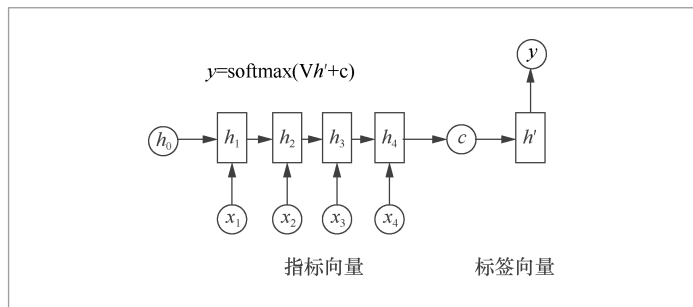 y
y=softmax(Vh'+c)
h₀ h₁ h₂ h₃ h₄ c h'
x₁ x₂ x₃ x₄
指标向量 标签向量